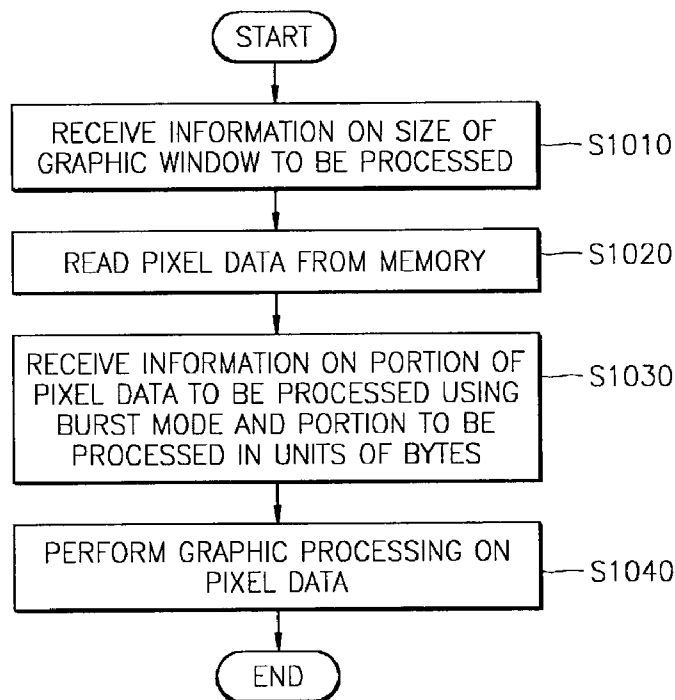 START
RECEIVE INFORMATION ON SIZE OF
GRAPHIC WINDOW TO BE PROCESSED
S1010
READ PIXEL DATA FROM MEMORY
S1020
RECEIVE INFORMATION ON PORTION OF
PIXEL DATA TO BE PROCESSED USING
BURST MODE AND PORTION TO BE
PROCESSED IN UNITS OF BYTES
S1030
PERFORM GRAPHIC PROCESSING ON
PIXEL DATA
S1040
END